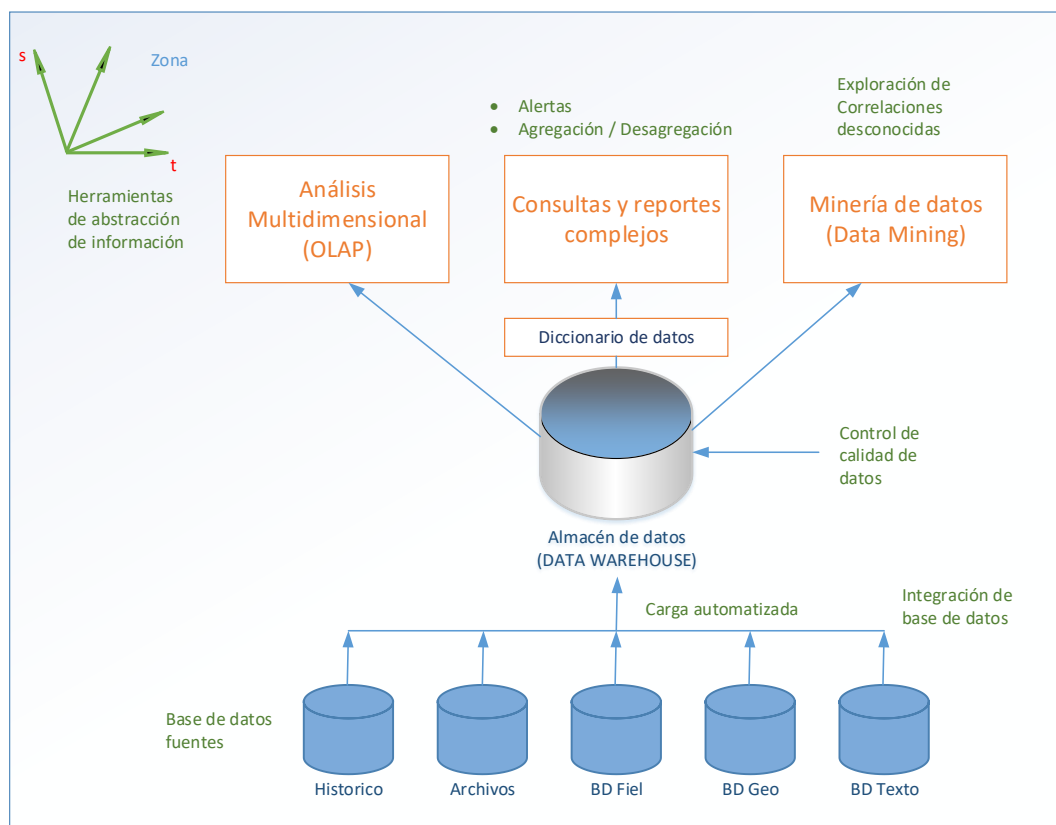 s
Zona
t
Herramientas
de abstracción
de información
Análisis
Multidimensional
(OLAP)
• Alertas
• Agregación / Desagregación
Consultas y reportes
complejos
Exploración de
Correlaciones
desconocidas
Minería de datos
(Data Mining)
Diccionario de datos
Control de
calidad de
datos
Almacén de datos
(DATA WAREHOUSE)
Carga automatizada
Integración de
base de datos
Base de datos
fuentes
Historico
Archivos
BD Fiel
BD Geo
BD Texto